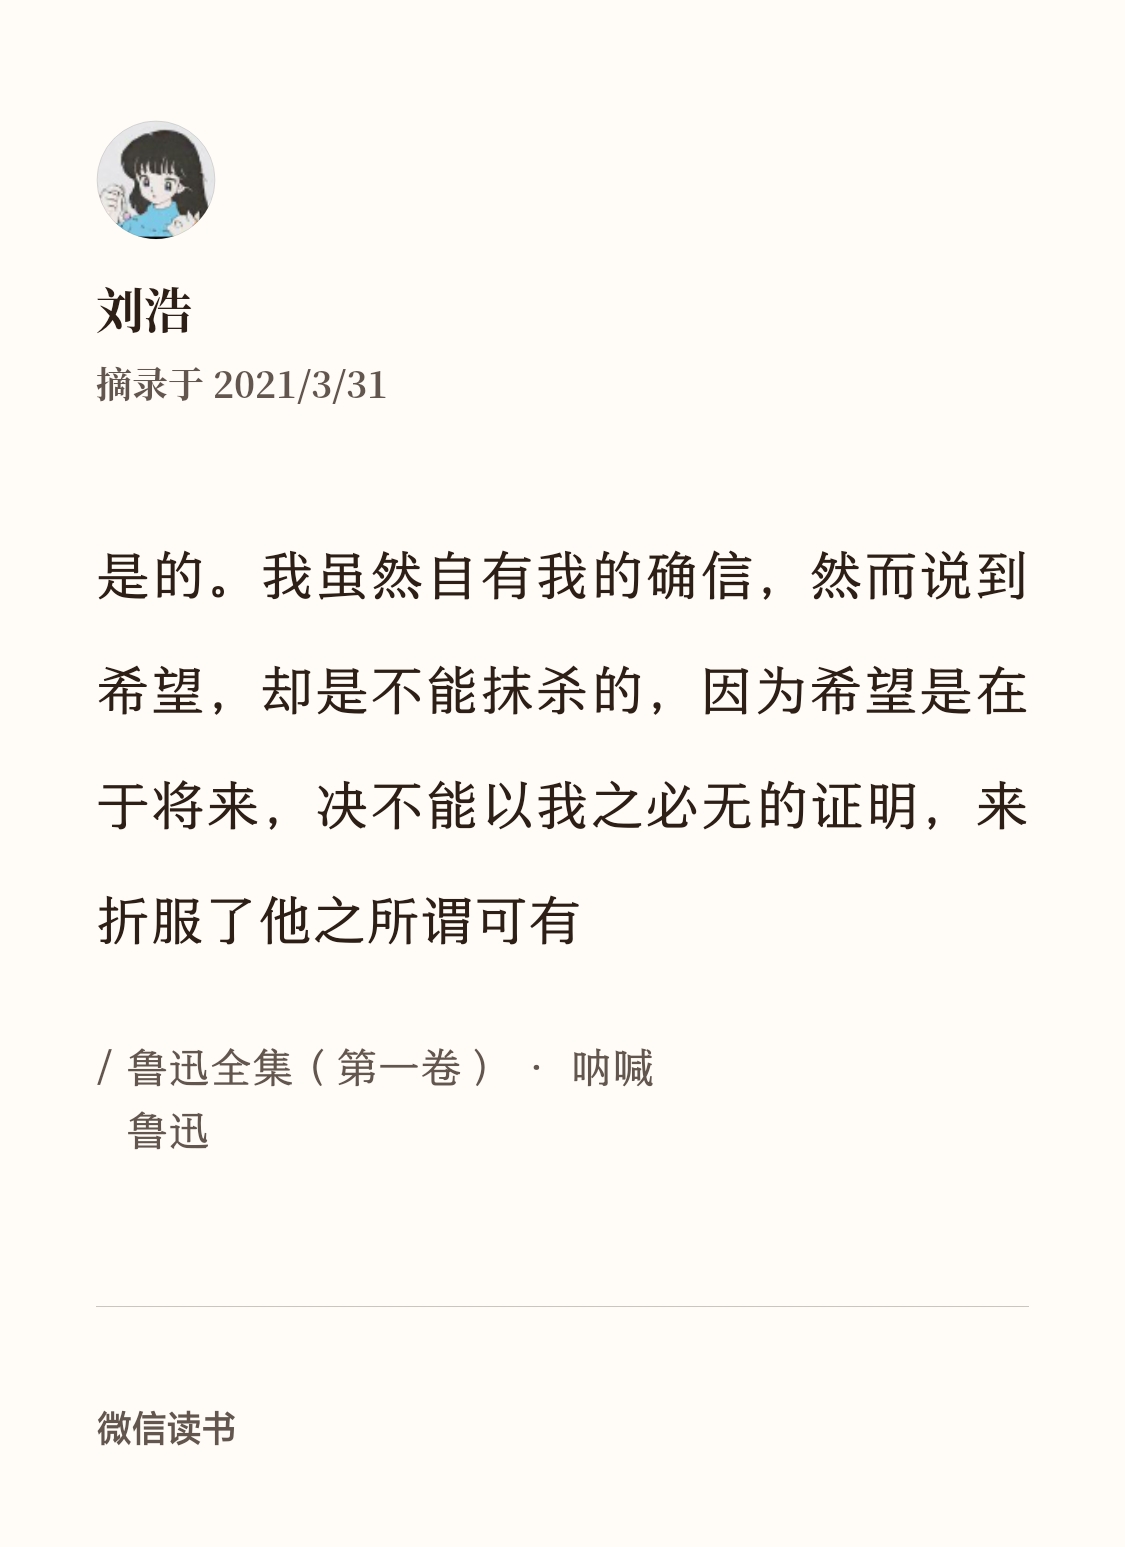 刘浩
摘录于 2021/3/31
是的。我虽然自有我的确信，然而说到
希望，却是不能抹杀的，因为希望是在
于将来，决不能以我之必无的证明，来
折服了他之所谓可有
/ 鲁迅全集（第一卷） · 呐喊
鲁迅
微信读书